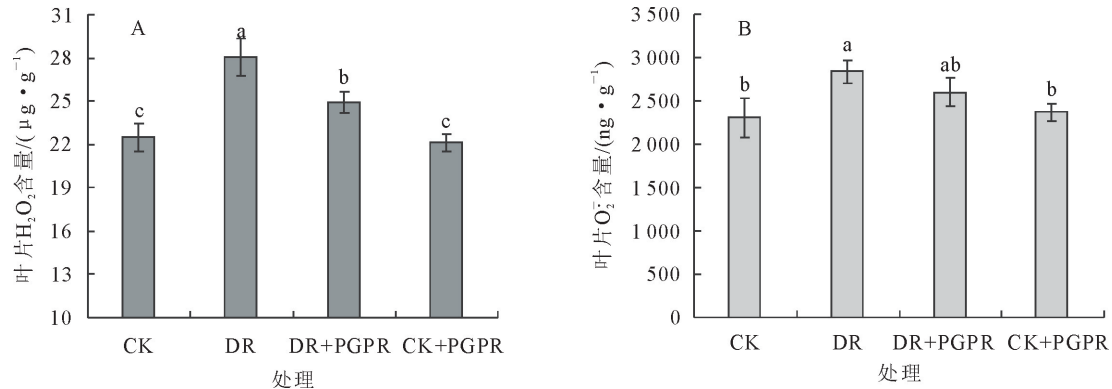 A
叶片H₂O₂含量/(μg·g⁻¹)
31
28
25
22
19
16
13
10
c
a
b
c
CK
DR
DR+PGPR
CK+PGPR
处理
B
叶片O₂⁻·含量/(ng·g⁻¹)
3 500
3 000
2 500
2 000
1 500
1 000
500
0
b
a
ab
b
CK
DR
DR+PGPR
CK+PGPR
处理